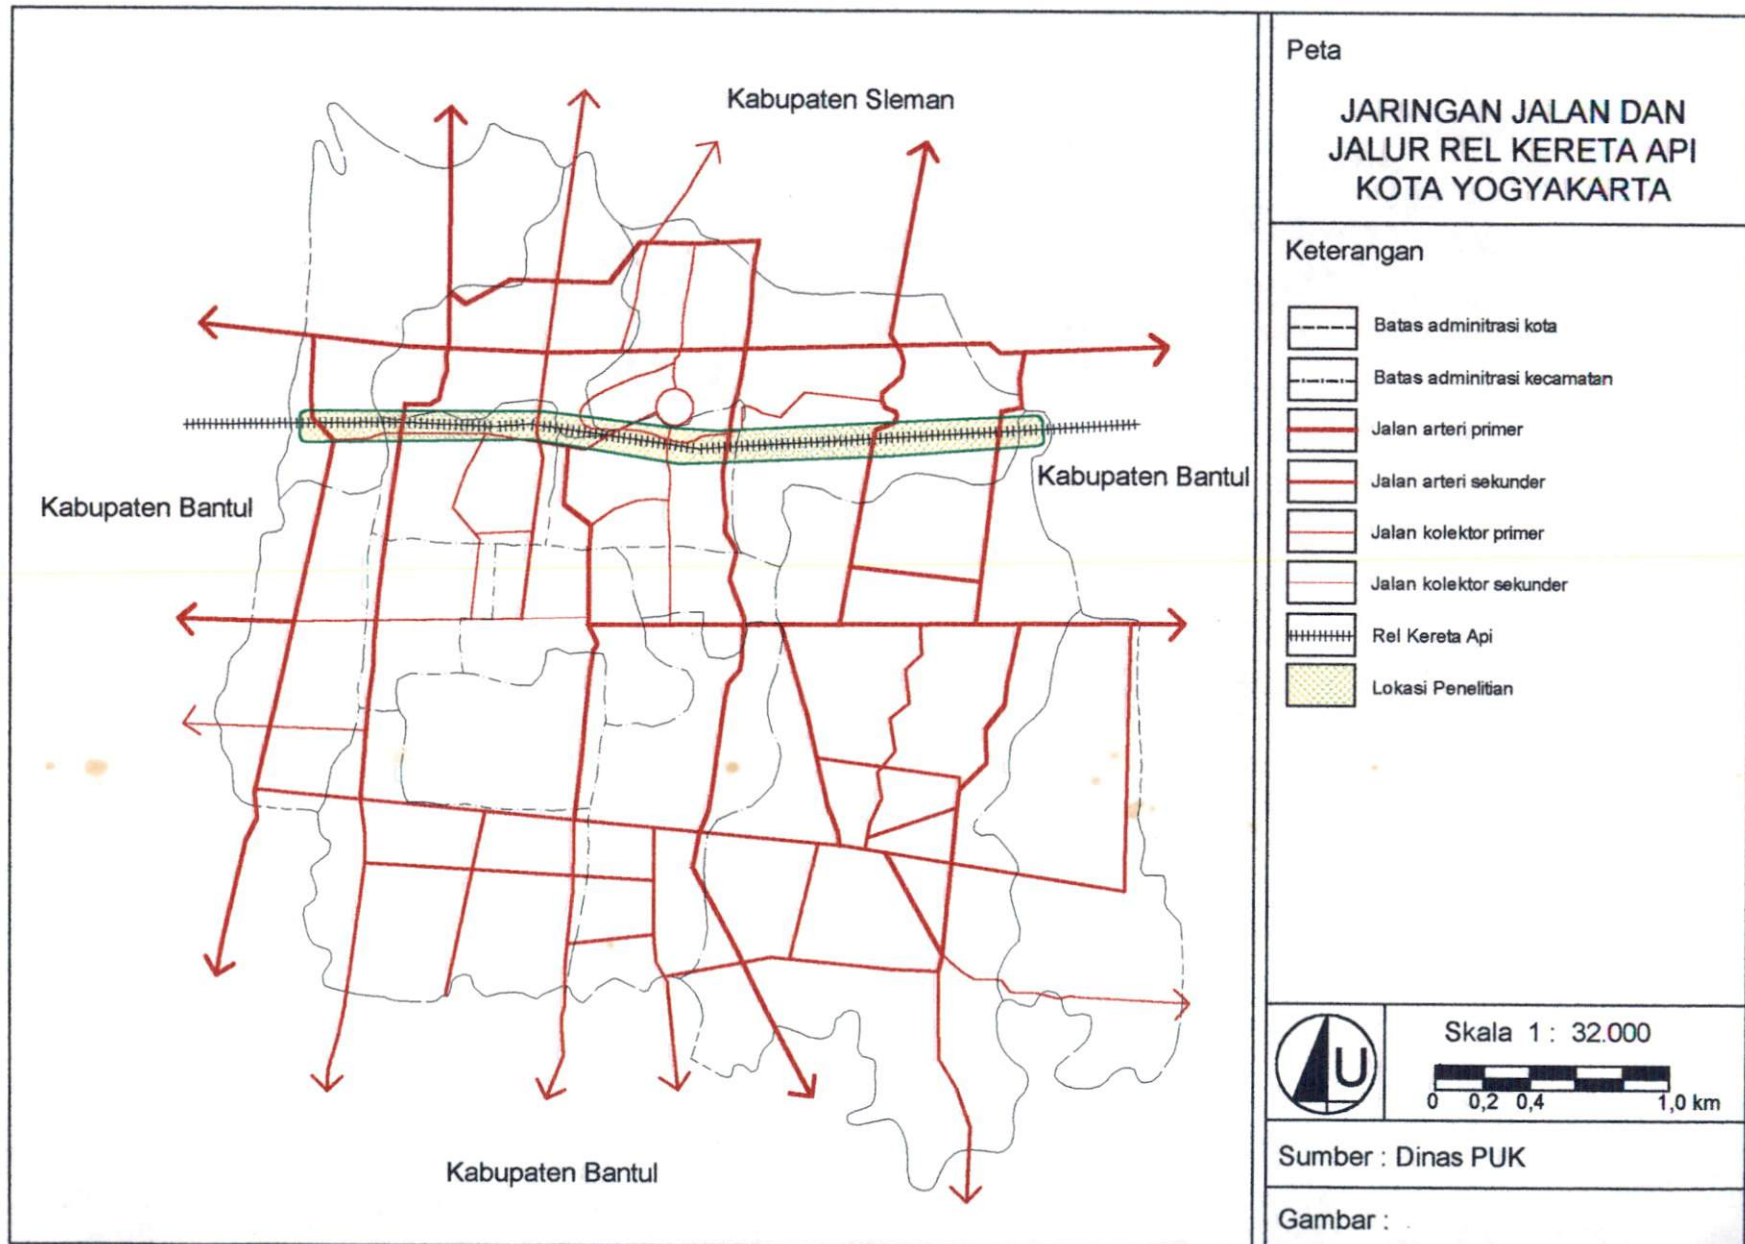 Kabupaten Sleman
Kabupaten Bantul
Kabupaten Bantul
Kabupaten Bantul
Peta
JARINGAN JALAN DAN
JALUR REL KERETA API
KOTA YOGYAKARTA
Keterangan
Batas adminitrasi kota
Batas adminitrasi kecamatan
Jalan arteri primer
Jalan arteri sekunder
Jalan kolektor primer
Jalan kolektor sekunder
Rel Kereta Api
Lokasi Penelitian
U
Skala 1 : 32.000
0 0,2 0,4 1,0 km
Sumber : Dinas PUK
Gambar :